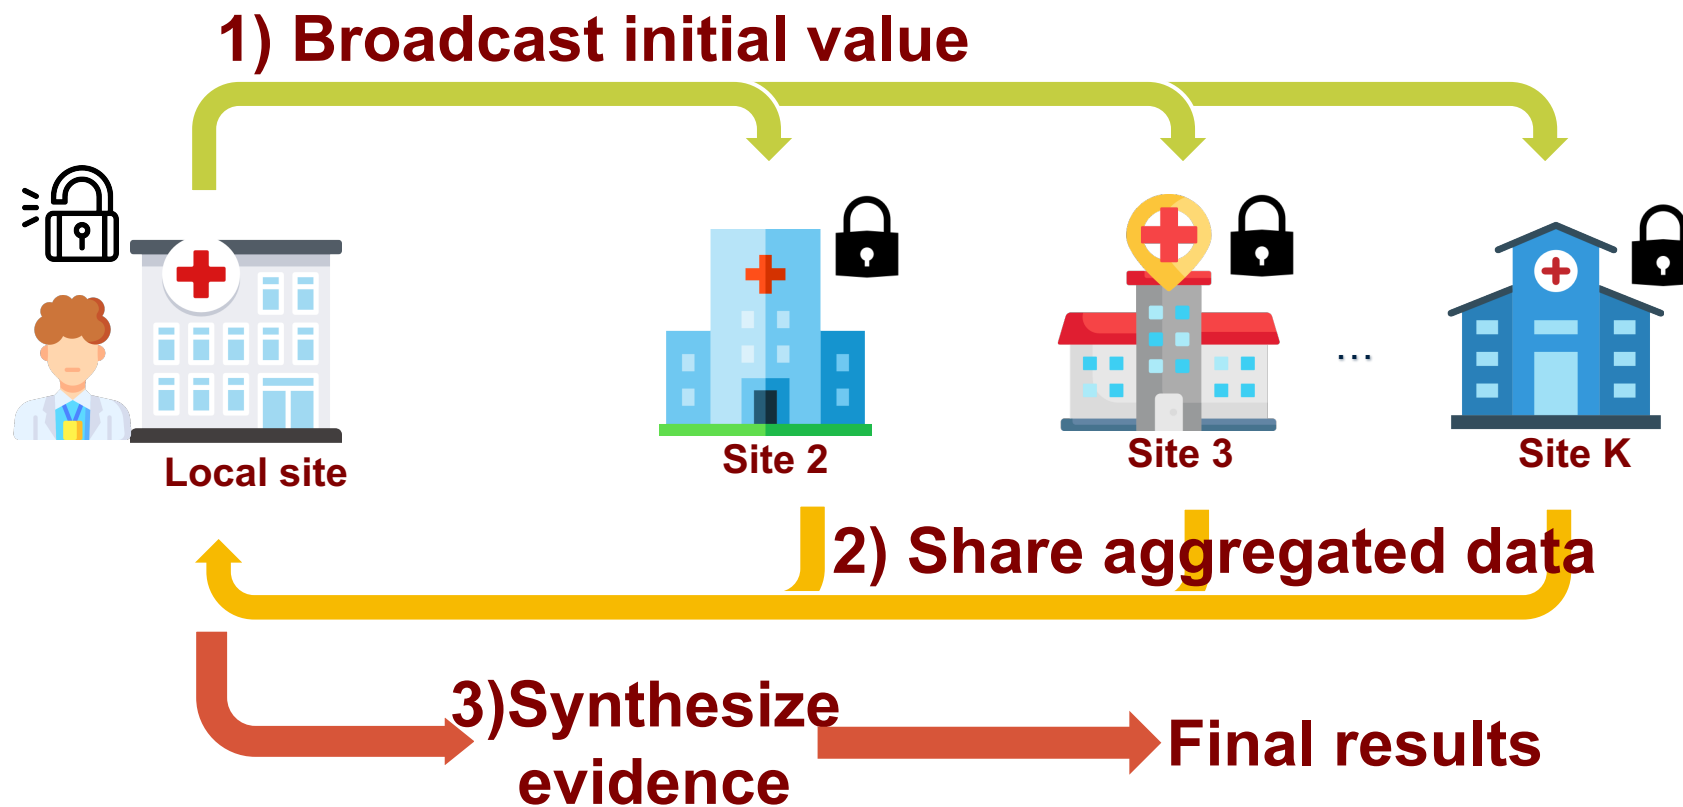 1) Broadcast initial value
Local site
Site 2
Site 3
...
Site K
2) Share aggregated data
3)Synthesize
evidence
Final results